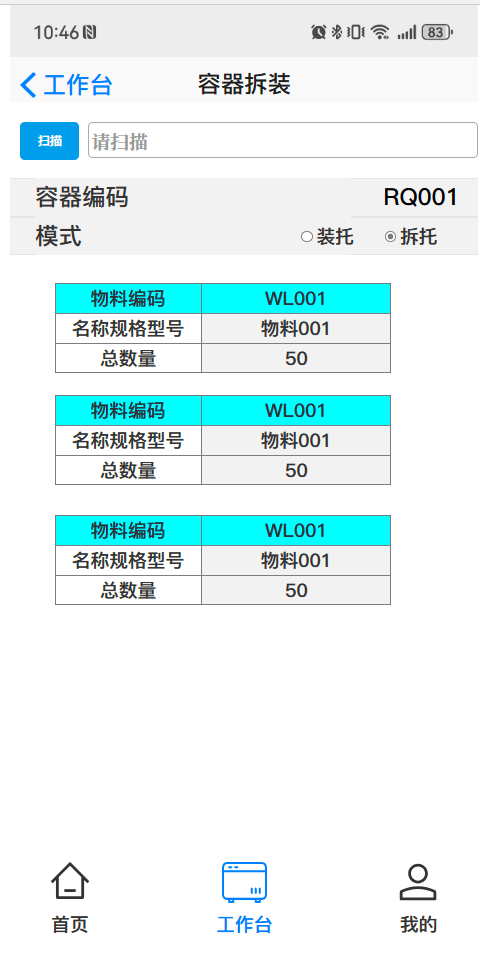 10:46 83
工作台 容器拆装
扫描 请扫描
容器编码 RQ001
模式 装托 拆托
物料编码 WL001
名称规格型号 物料001
总数量 50
物料编码 WL001
名称规格型号 物料001
总数量 50
物料编码 WL001
名称规格型号 物料001
总数量 50
首页 工作台 我的